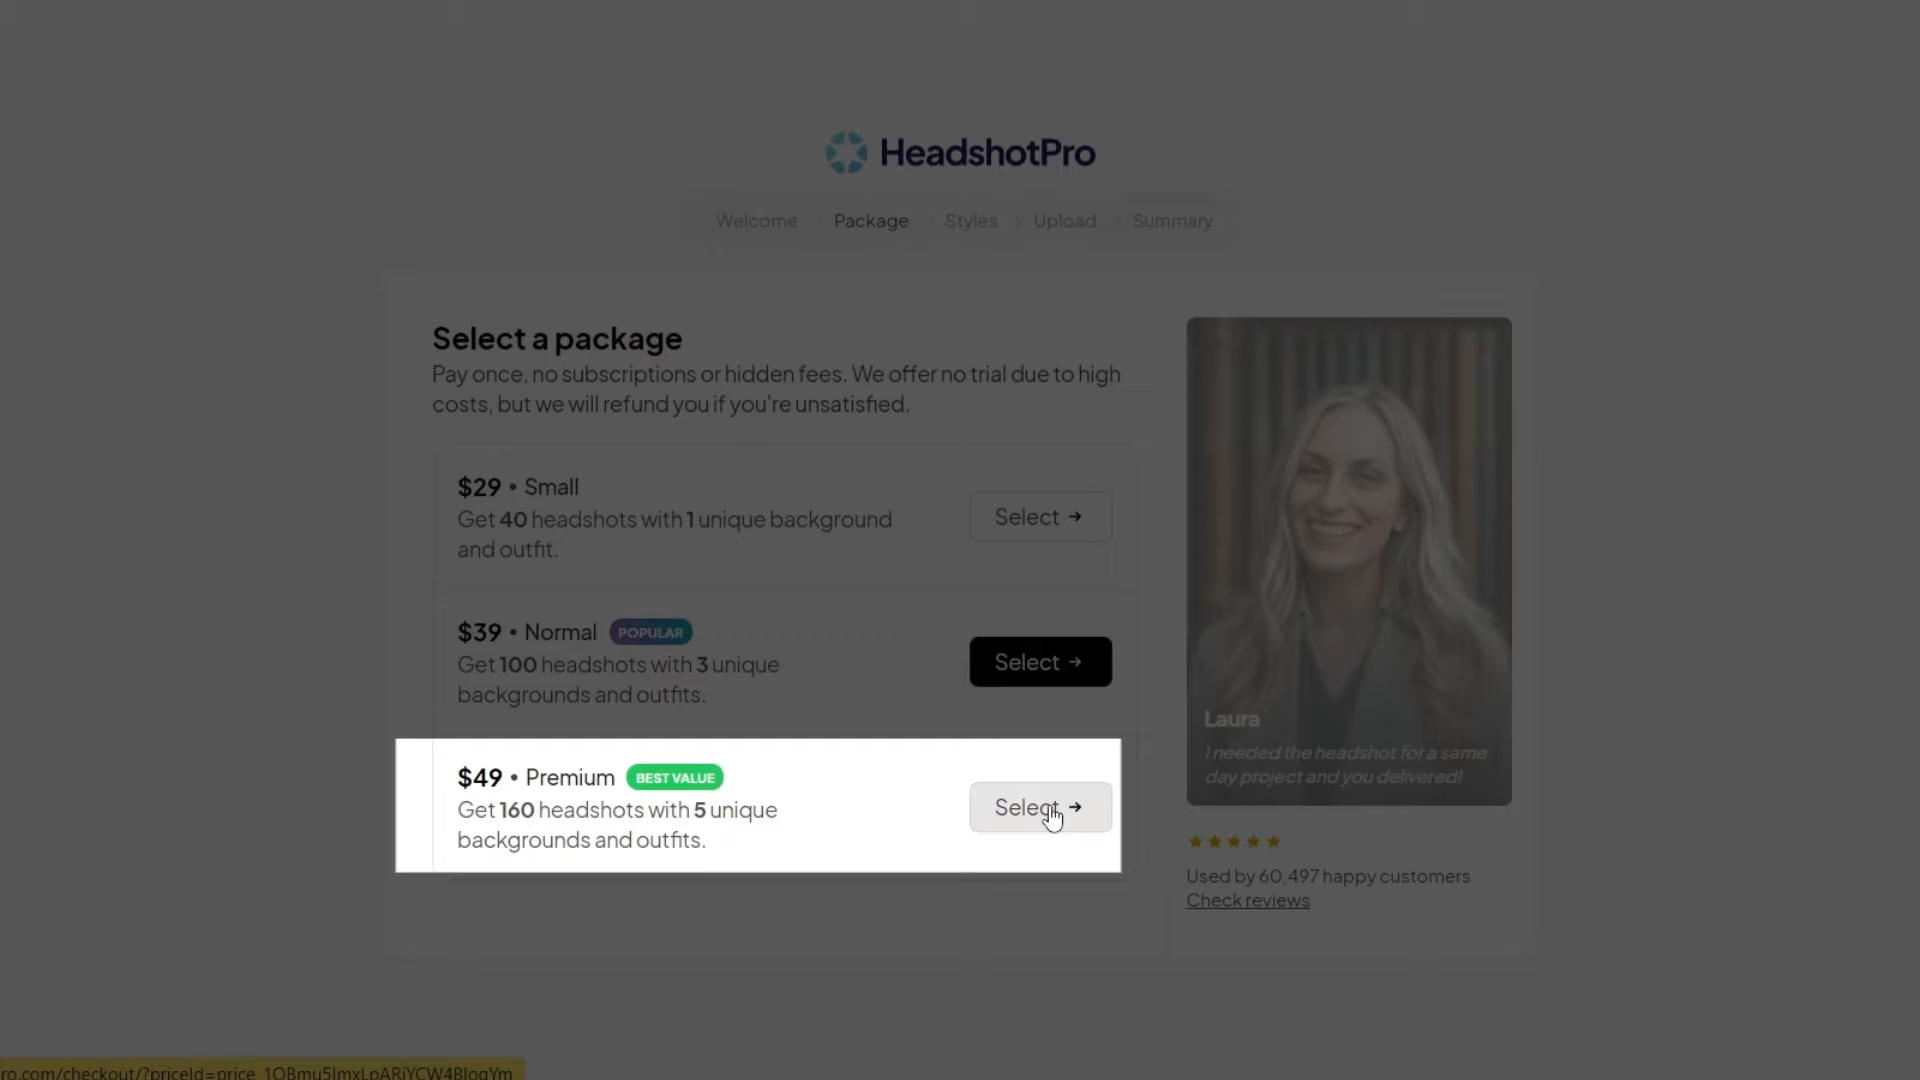 HeadshotPro
Welcome
Package
Styles
Upload
Summary
Select a package
Pay once, no subscriptions or hidden fees. We offer no trial due to high
costs, but we will refund you if you're unsatisfied.
$29 • Small
Get 40 headshots with 1 unique background
and outfit.
Select →
$39 • Normal POPULAR
Get 100 headshots with 3 unique
backgrounds and outfits.
Select →
$49 • Premium BEST VALUE
Get 160 headshots with 5 unique
backgrounds and outfits.
Select →
Laura
I needed the headshot for a same
day project and you delivered!
Used by 60,497 happy customers
Check reviews